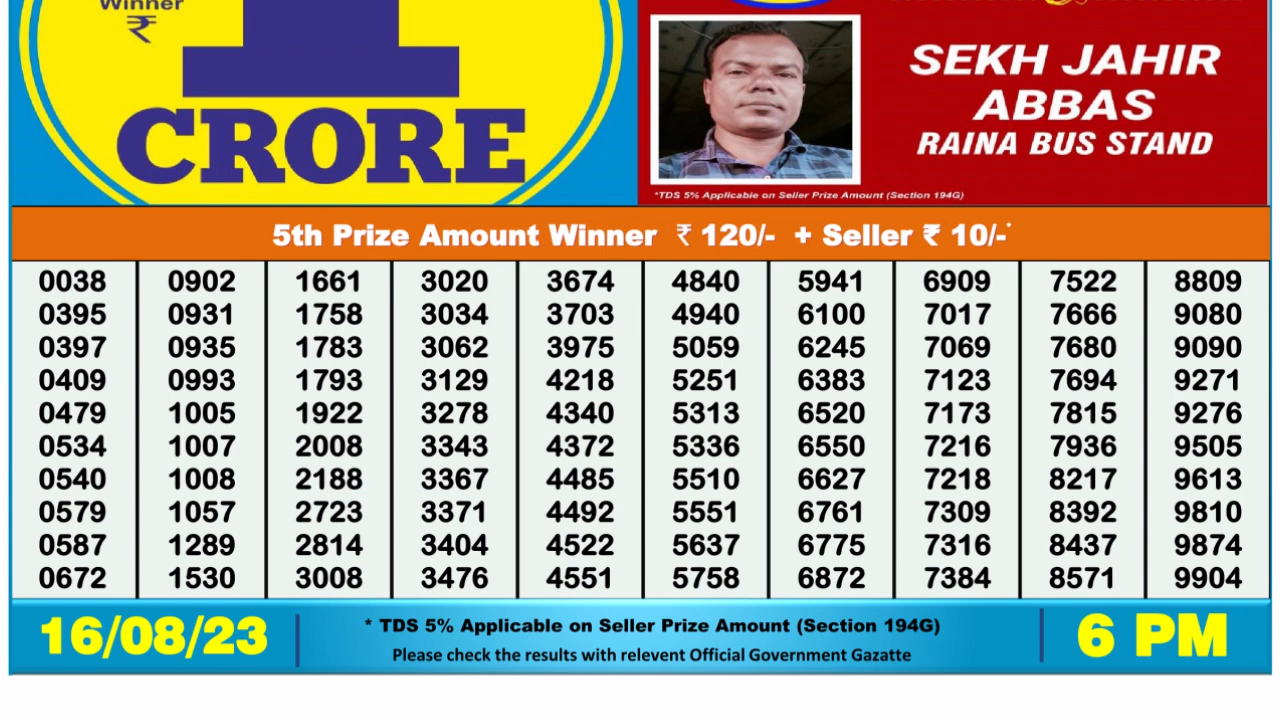 Winner
₹
1
CRORE
SEKH JAHIR
ABBAS
RAINA BUS STAND
*TDS 5% Applicable on Seller Prize Amount (Section 194G)
5th Prize Amount Winner ₹ 120/- + Seller ₹ 10/-*
0038 0902 1661 3020 3674 4840 5941 6909 7522 8809
0395 0931 1758 3034 3703 4940 6100 7017 7666 9080
0397 0935 1783 3062 3975 5059 6245 7069 7680 9090
0409 0993 1793 3129 4218 5251 6383 7123 7694 9271
0479 1005 1922 3278 4340 5313 6520 7173 7815 9276
0534 1007 2008 3343 4372 5336 6550 7216 7936 9505
0540 1008 2188 3367 4485 5510 6627 7218 8217 9613
0579 1057 2723 3371 4492 5551 6761 7309 8392 9810
0587 1289 2814 3404 4522 5637 6775 7316 8437 9874
0672 1530 3008 3476 4551 5758 6872 7384 8571 9904
16/08/23
* TDS 5% Applicable on Seller Prize Amount (Section 194G)
Please check the results with relevent Official Government Gazatte
6 PM